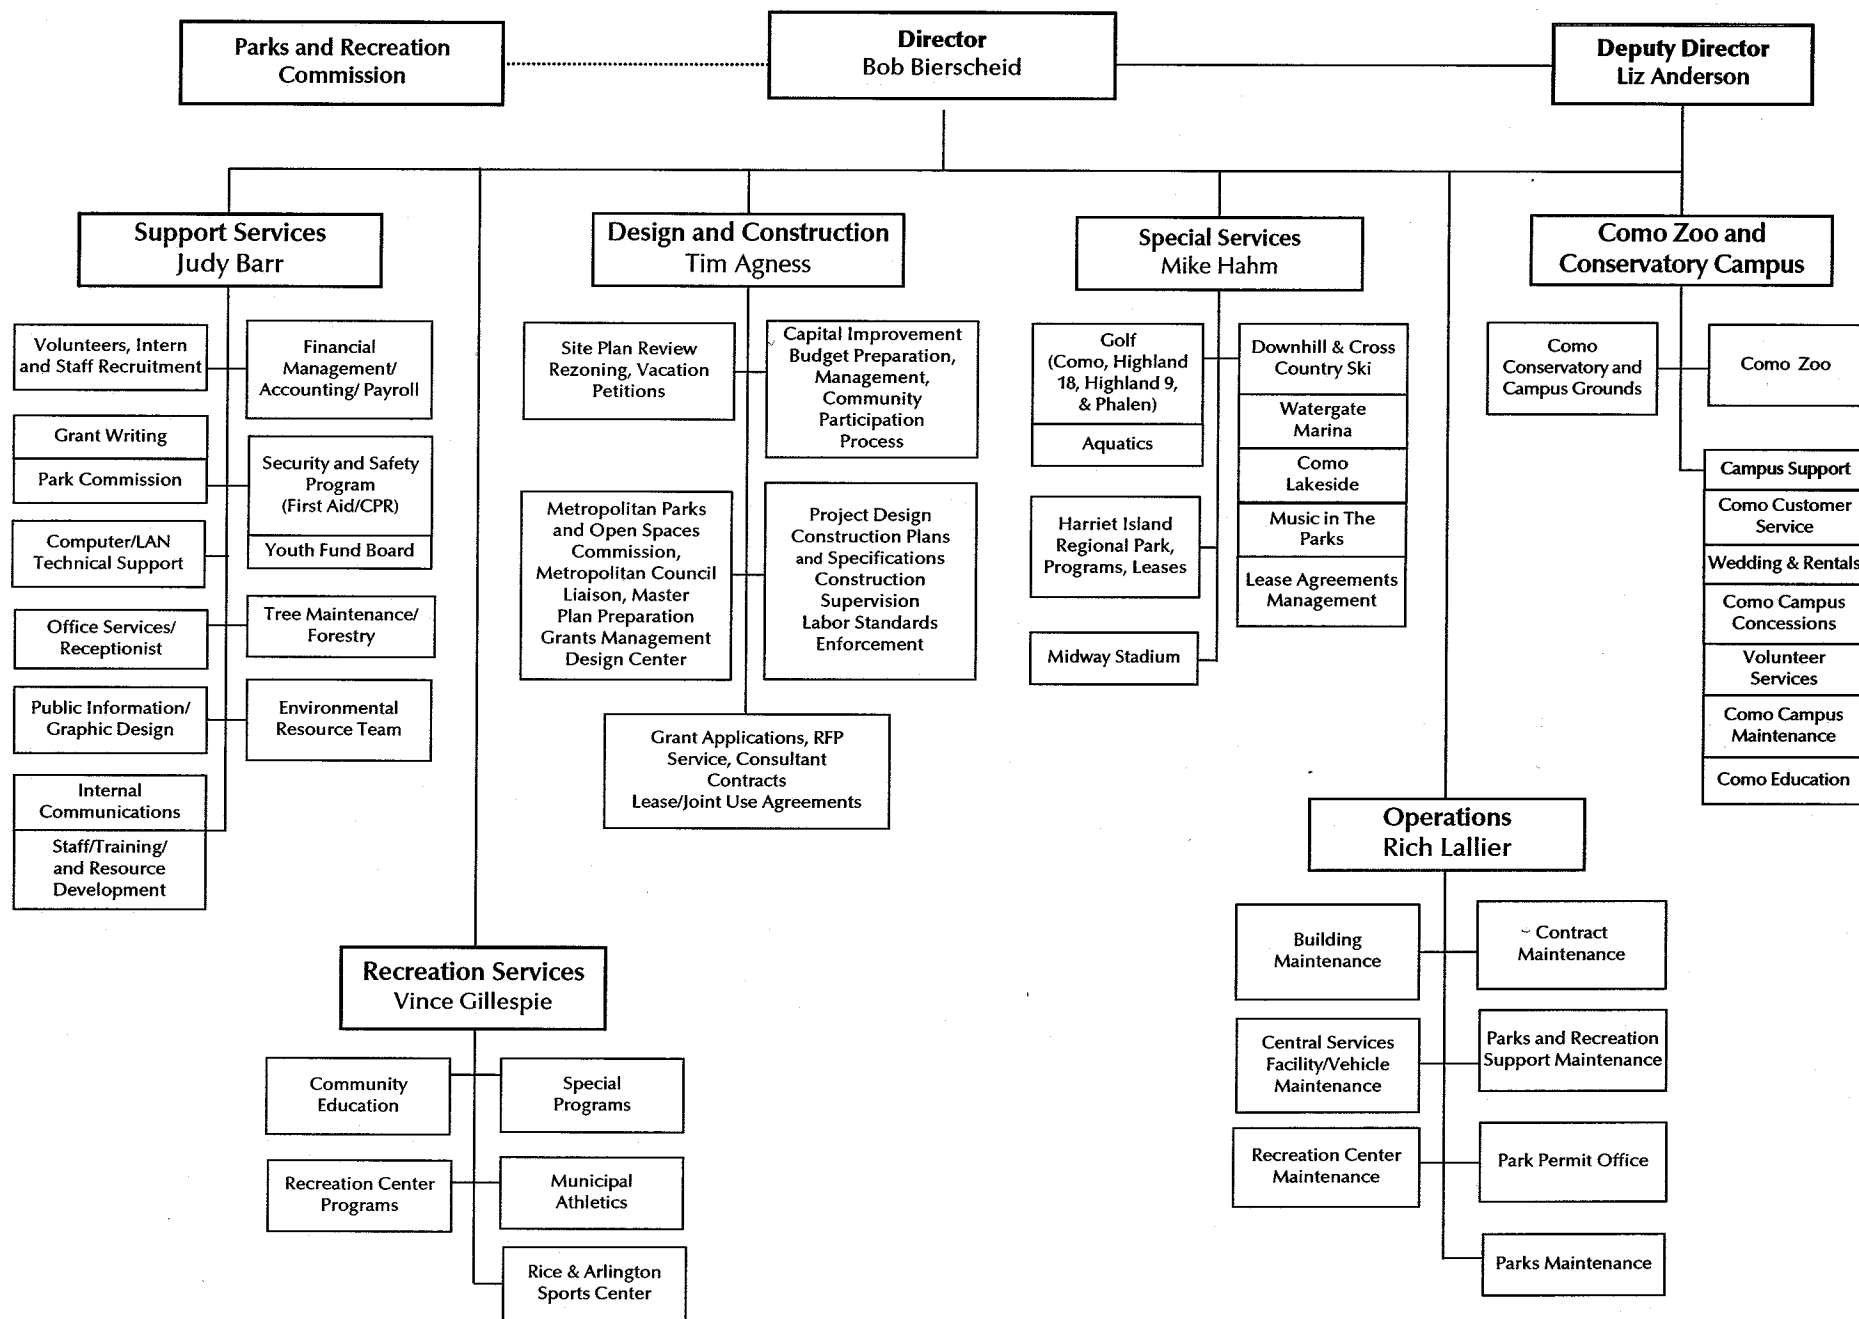 Parks and Recreation
Commission
Director
Bob Bierscheid
Deputy Director
Liz Anderson
Support Services
Judy Barr
Volunteers, Intern
and Staff Recruitment
Financial
Management/
Accounting/ Payroll
Grant Writing
Park Commission
Security and Safety
Program
(First Aid/CPR)
Youth Fund Board
Computer/LAN
Technical Support
Office Services/
Receptionist
Tree Maintenance/
Forestry
Public Information/
Graphic Design
Environmental
Resource Team
Internal
Communications
Staff/Training/
and Resource
Development
Recreation Services
Vince Gillespie
Community
Education
Special
Programs
Recreation Center
Programs
Municipal
Athletics
Rice & Arlington
Sports Center
Design and Construction
Tim Agness
Site Plan Review
Rezoning, Vacation
Petitions
Capital Improvement
Budget Preparation,
Management,
Community
Participation
Process
Metropolitan Parks
and Open Spaces
Commission,
Metropolitan Council
Liaison, Master
Plan Preparation
Grants Management
Design Center
Project Design
Construction Plans
and Specifications
Construction
Supervision
Labor Standards
Enforcement
Grant Applications, RFP
Service, Consultant
Contracts
Lease/Joint Use Agreements
Special Services
Mike Hahm
Golf
(Como, Highland
18, Highland 9,
& Phalen)
Aquatics
Downhill & Cross
Country Ski
Watergate
Marina
Como
Lakeside
Music in The
Parks
Lease Agreements
Management
Harriet Island
Regional Park,
Programs, Leases
Midway Stadium
Operations
Rich Lallier
Building
Maintenance
Contract
Maintenance
Central Services
Facility/Vehicle
Maintenance
Parks and Recreation
Support Maintenance
Recreation Center
Maintenance
Park Permit Office
Parks Maintenance
Como Zoo and
Conservatory Campus
Como
Conservatory and
Campus Grounds
Como Zoo
Campus Support
Como Customer
Service
Wedding & Rentals
Como Campus
Concessions
Volunteer
Services
Como Campus
Maintenance
Como Education